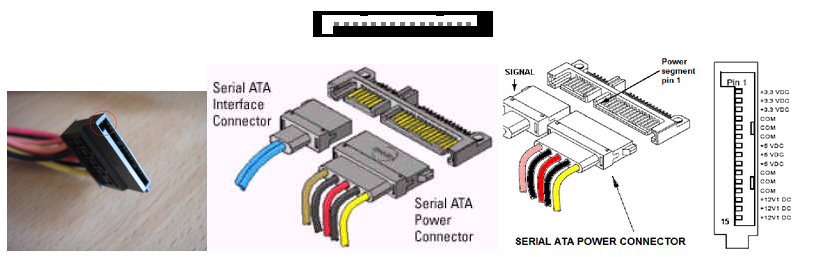 Serial ATA
Interface
Connector
Serial ATA
Power
Connector
SIGNAL
Power
segment
pin 1
SERIAL ATA POWER CONNECTOR
Pin 1
+3.3 VDC
+3.3 VDC
+3.3 VDC
COM
COM
COM
+5 VDC
+5 VDC
+5 VDC
COM
COM
COM
+12V1 DC
+12V1 DC
+12V1 DC
15